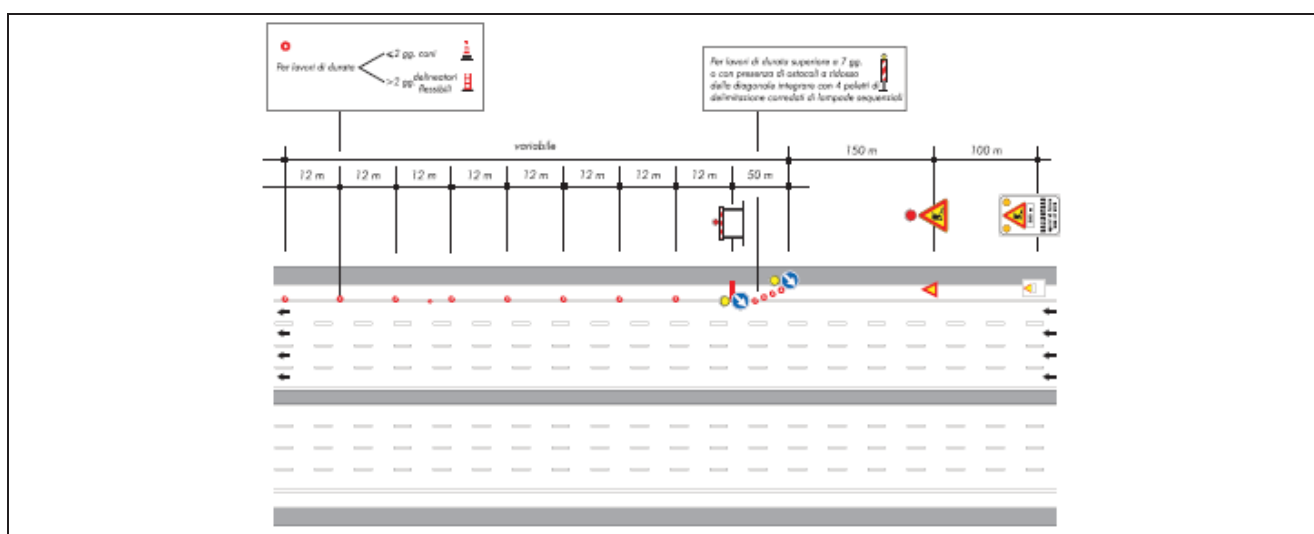 Per lavori di durata
⩽2 gg. coni
>2 gg. delineatori
flessibili
Per lavori di durata superiore a 7 gg.
o con presenza di ostacoli a ridosso
della diagonale integrare con 4 paletti di
delimitazione corredati di lampade sequenziali
variabile
150 m
100 m
12 m
12 m
12 m
12 m
12 m
12 m
12 m
12 m
50 m